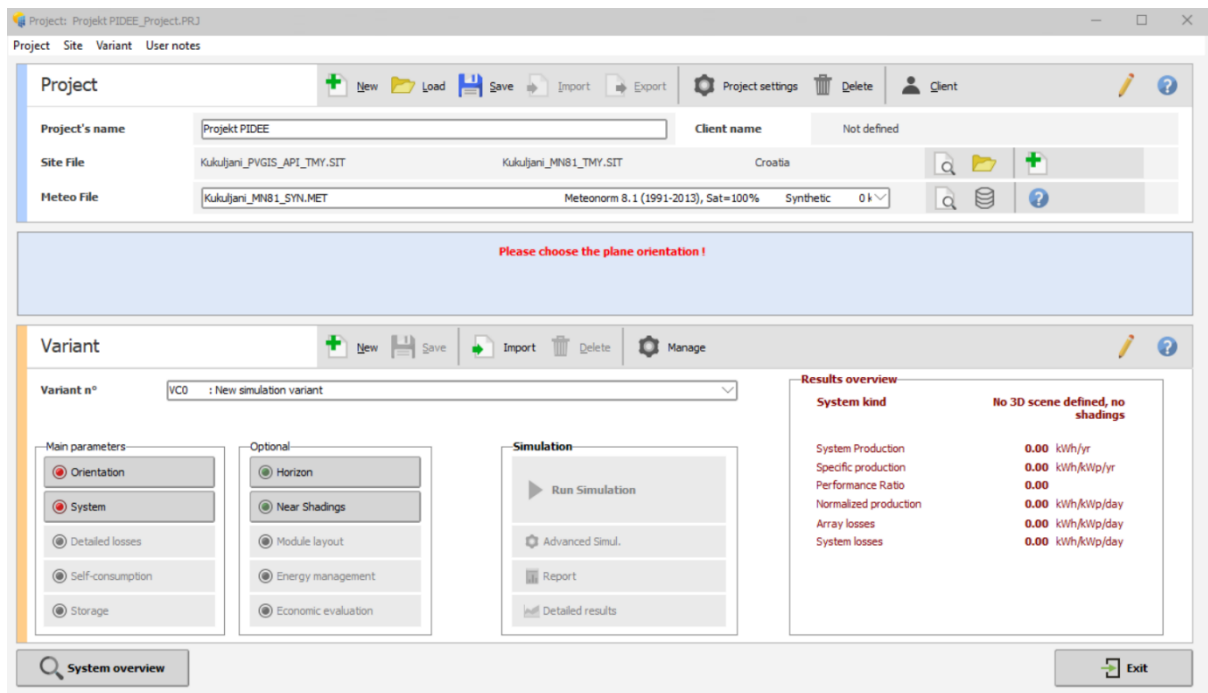 Project: Projekt PIDEE_Project.PRJ
Project Site Variant User notes
Project New Load Save Import Export Project settings Delete Client
Project's name Projekt PIDEE Client name Not defined
Site File Kukuljani_PVGIS_API_TMY.SIT Kukuljani_MN81_TMY.SIT Croatia
Meteo File Kukuljani_MN81_SYN.MET Meteonorm 8.1 (1991-2013), Sat=100% Synthetic 0 k
Please choose the plane orientation !
Variant New Save Import Delete Manage
Variant n° VC0 : New simulation variant
Main parameters
Orientation
System
Detailed losses
Self-consumption
Storage
Optional
Horizon
Near Shadings
Module layout
Energy management
Economic evaluation
Simulation
Run Simulation
Advanced Simul.
Report
Detailed results
Results overview
System kind No 3D scene defined, no
shadings
System Production 0.00 kWh/yr
Specific production 0.00 kWh/kWp/yr
Performance Ratio 0.00
Normalized production 0.00 kWh/kWp/day
Array losses 0.00 kWh/kWp/day
System losses 0.00 kWh/kWp/day
System overview
Exit